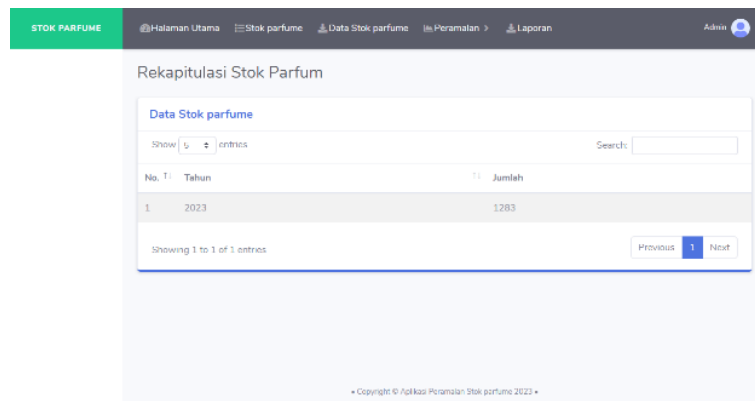 STOK PARFUME Halaman Utama Stok parfume Data Stok parfume Peramalan > Laporan Admin
Rekapitulasi Stok Parfum
Data Stok parfume
Show 5 entries Search:
No. Tahun Jumlah
1 2023 1283
Showing 1 to 1 of 1 entries Previous 1 Next
• Copyright © Aplikasi Peramalan Stok parfume 2023 •